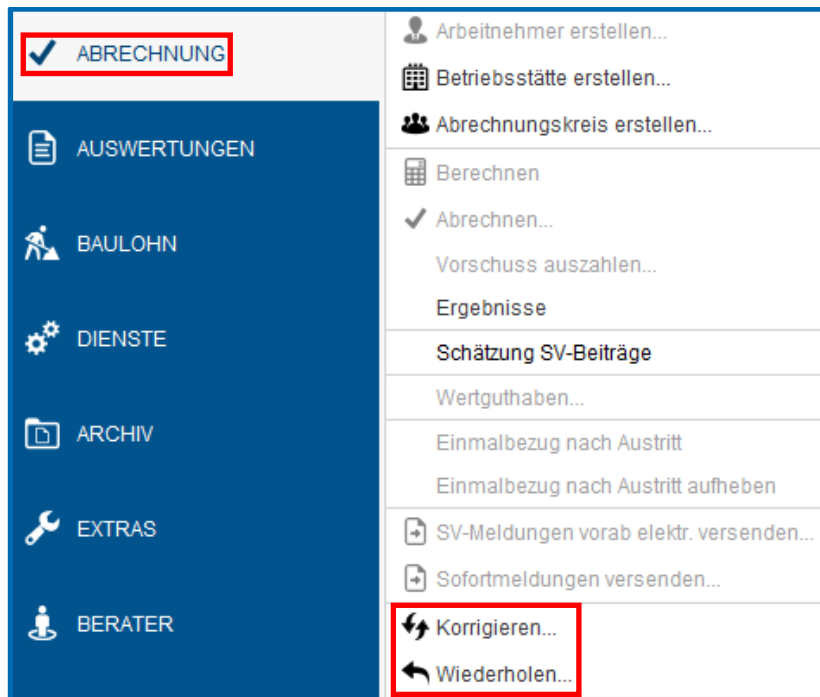 ABRECHNUNG
AUSWERTUNGEN
BAULOHN
DIENSTE
ARCHIV
EXTRAS
BERATER
Arbeitnehmer erstellen...
Betriebsstätte erstellen...
Abrechnungskreis erstellen...
Berechnen
Abrechnen...
Vorschuss auszahlen...
Ergebnisse
Schätzung SV-Beiträge
Wertguthaben...
Einmalbezug nach Austritt
Einmalbezug nach Austritt aufheben
SV-Meldungen vorab elektr. versenden...
Sofortmeldungen versenden...
Korrigieren...
Wiederholen...